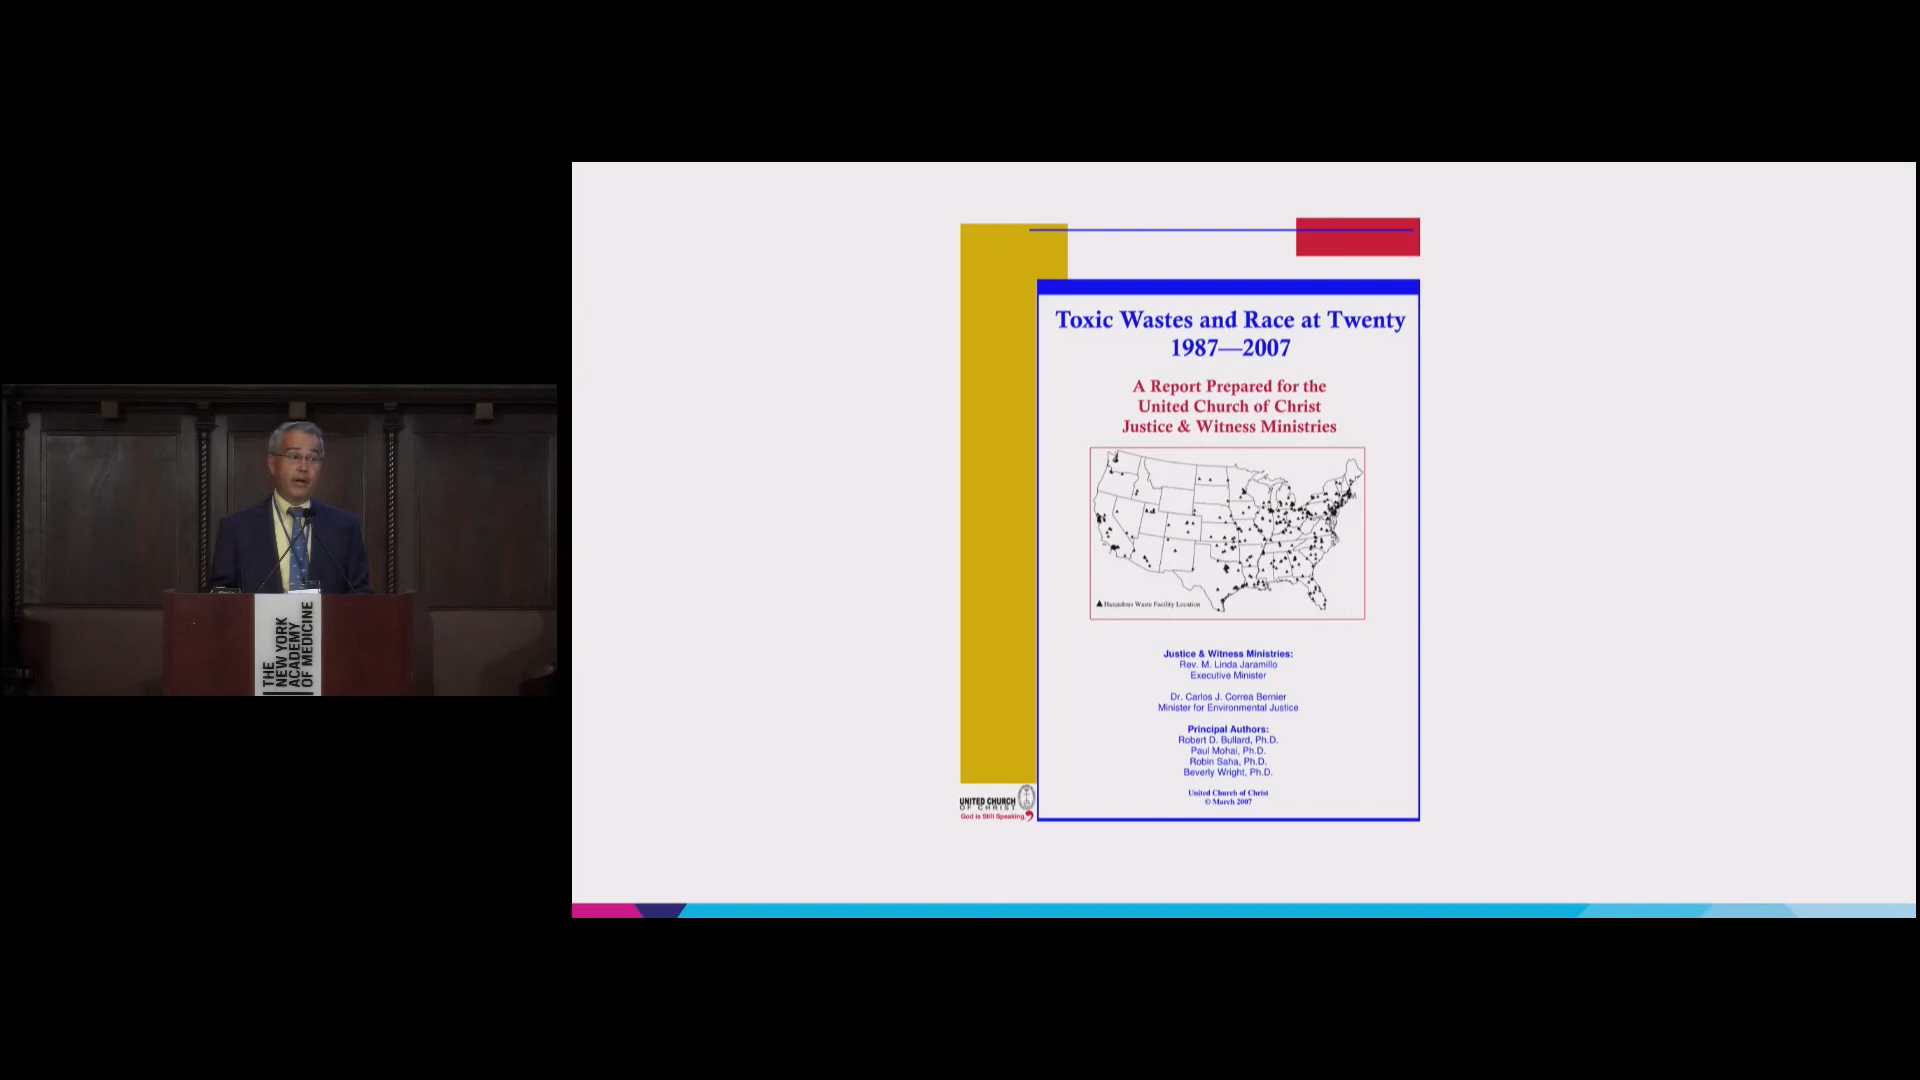 THE
NEW YORK
ACADEMY
OF MEDICINE
Toxic Wastes and Race at Twenty
1987—2007
A Report Prepared for the
United Church of Christ
Justice & Witness Ministries
Hazardous Waste Facility Location
Justice & Witness Ministries:
Rev. M. Linda Jaramillo
Executive Minister
Dr. Carlos J. Correa Bernier
Minister for Environmental Justice
Principal Authors:
Robert D. Bullard, Ph.D.
Paul Mohai, Ph.D.
Robin Saha, Ph.D.
Beverly Wright, Ph.D.
United Church of Christ
© March 2007
UNITED CHURCH
OF CHRIST
God is Still Speaking,